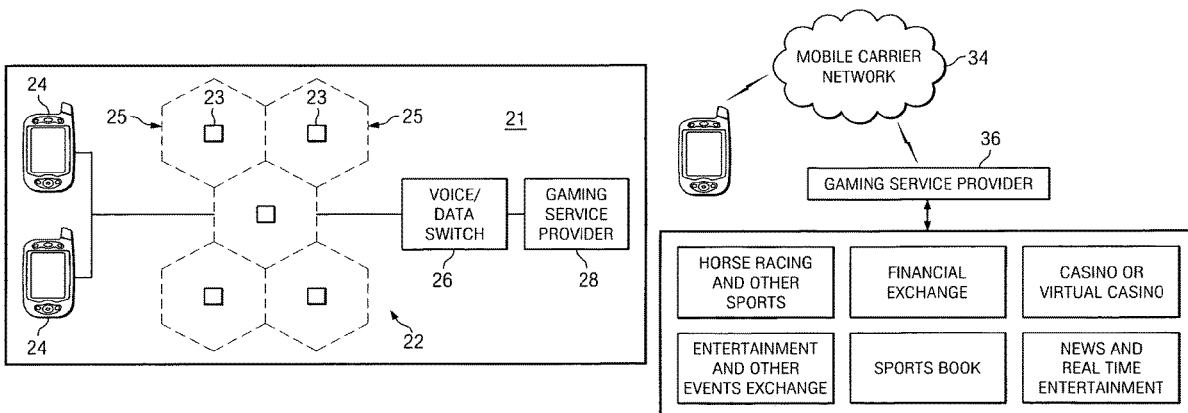 24
25
23
23
25
21
VOICE/
DATA
SWITCH
26
GAMING
SERVICE
PROVIDER
28
24
22
MOBILE CARRIER
NETWORK
34
36
GAMING SERVICE PROVIDER
HORSE RACING
AND OTHER
SPORTS
FINANCIAL
EXCHANGE
CASINO OR
VIRTUAL CASINO
ENTERTAINMENT
AND OTHER
EVENTS EXCHANGE
SPORTS BOOK
NEWS AND
REAL TIME
ENTERTAINMENT